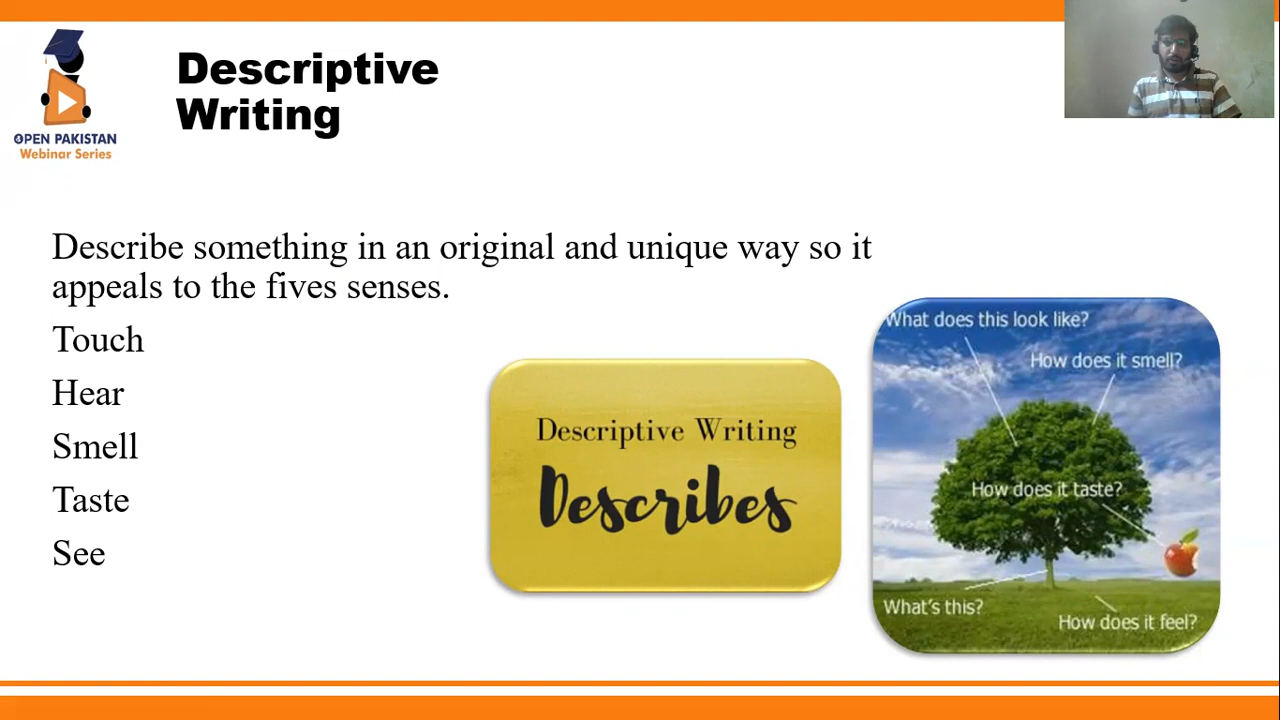 Descriptive
Writing
OPEN PAKISTAN
Webinar Series
Describe something in an original and unique way so it
appeals to the fives senses.
Touch
Hear
Smell
Taste
See
Descriptive Writing
Describes
What does this look like?
How does it smell?
How does it taste?
What's this?
How does it feel?